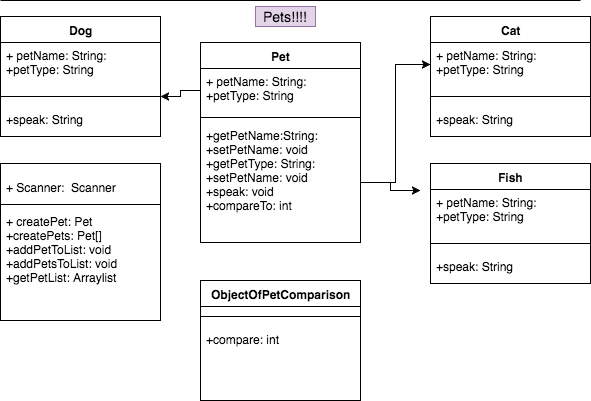 Pets!!!!
Dog
+ petName: String:
+petType: String
+speak: String
Pet
+ petName: String:
+petType: String
+getPetName:String:
+setPetName: void
+getPetType: String:
+setPetName: void
+speak: void
+compareTo: int
Cat
+ petName: String:
+petType: String
+speak: String
+ Scanner:  Scanner
+ createPet: Pet
+createPets: Pet[]
+addPetToList: void
+addPetsToList: void
+getPetList: Arraylist
Fish
+ petName: String:
+petType: String
+speak: String
ObjectOfPetComparison
+compare: int